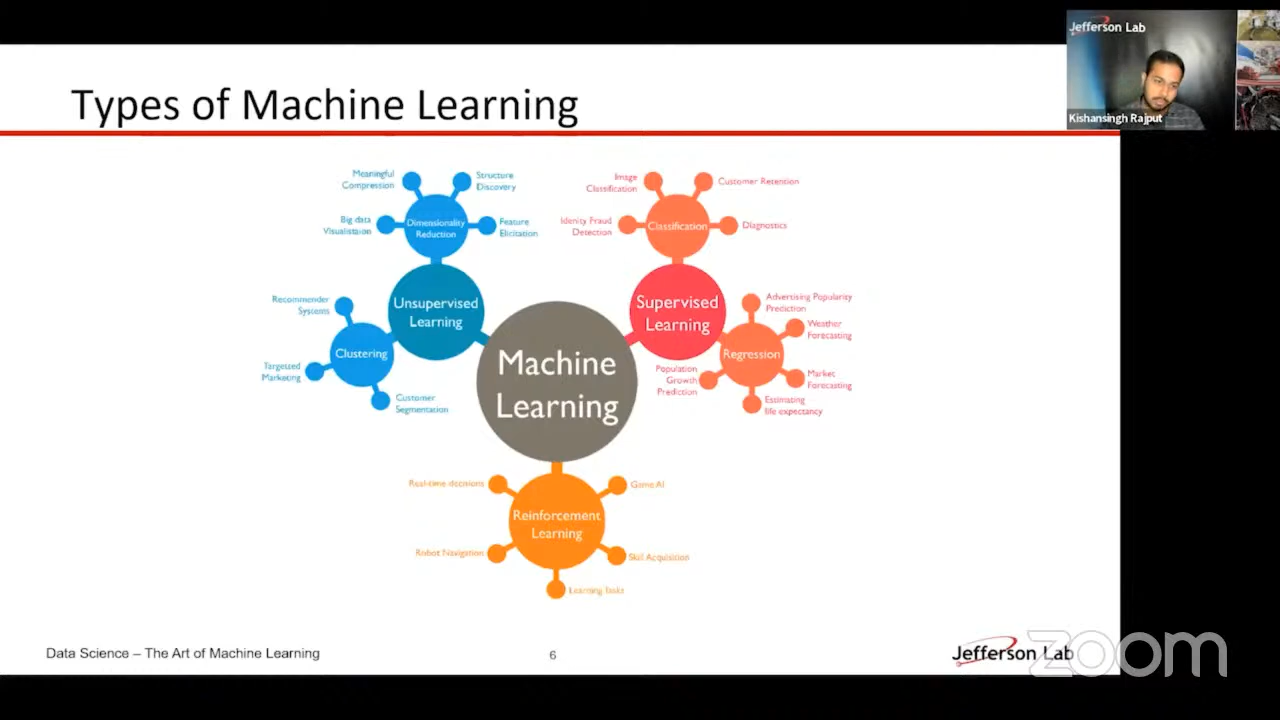 Jefferson Lab
Kishansingh Rajput
Types of Machine Learning
Meaningful
Compression
Structure
Discovery
Big data
Visualistaion
Dimensionality
Reduction
Feature
Elicitation
Recommender
Systems
Unsupervised
Learning
Clustering
Targetted
Marketing
Customer
Segmentation
Image
Classification
Customer Retention
Idenity Fraud
Detection
Classification
Diagnostics
Supervised
Learning
Advertising Popularity
Prediction
Weather
Forecasting
Regression
Population
Growth
Prediction
Market
Forecasting
Estimating
life expectancy
Machine
Learning
Real-time decisions
Game AI
Reinforcement
Learning
Robot Navigation
Skill Acquisition
Learning Tasks
Data Science – The Art of Machine Learning
6
Jefferson Lab
zoom